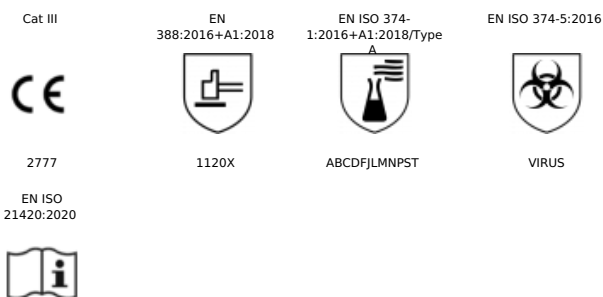 Cat III
EN
388:2016+A1:2018
EN ISO 374-
1:2016+A1:2018/Type
A
EN ISO 374-5:2016
CE
2777
1120X
ABCDFJLMNPST
VIRUS
EN ISO
21420:2020
i